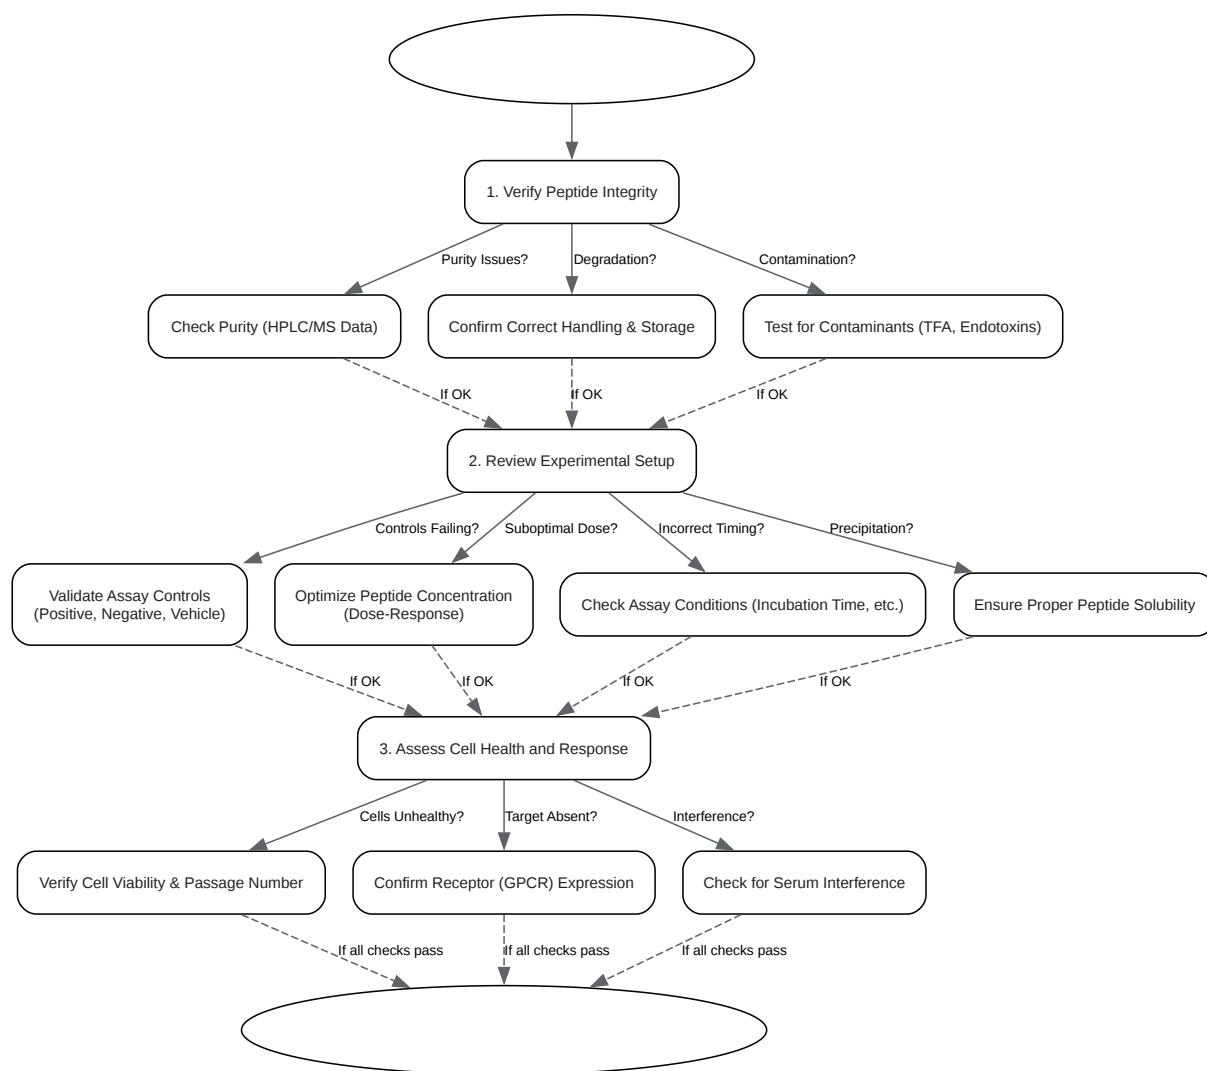 1. Verify Peptide Integrity
Purity Issues?
Degradation?
Contamination?
Check Purity (HPLC/MS Data)
Confirm Correct Handling & Storage
Test for Contaminants (TFA, Endotoxins)
If OK
If OK
If OK
2. Review Experimental Setup
Controls Failing?
Suboptimal Dose?
Incorrect Timing?
Precipitation?
Validate Assay Controls
(Positive, Negative, Vehicle)
Optimize Peptide Concentration
(Dose-Response)
Check Assay Conditions (Incubation Time, etc.)
Ensure Proper Peptide Solubility
If OK
If OK
If OK
If OK
3. Assess Cell Health and Response
Cells Unhealthy?
Target Absent?
Interference?
Verify Cell Viability & Passage Number
Confirm Receptor (GPCR) Expression
Check for Serum Interference
If all checks pass
If all checks pass
If all checks pass